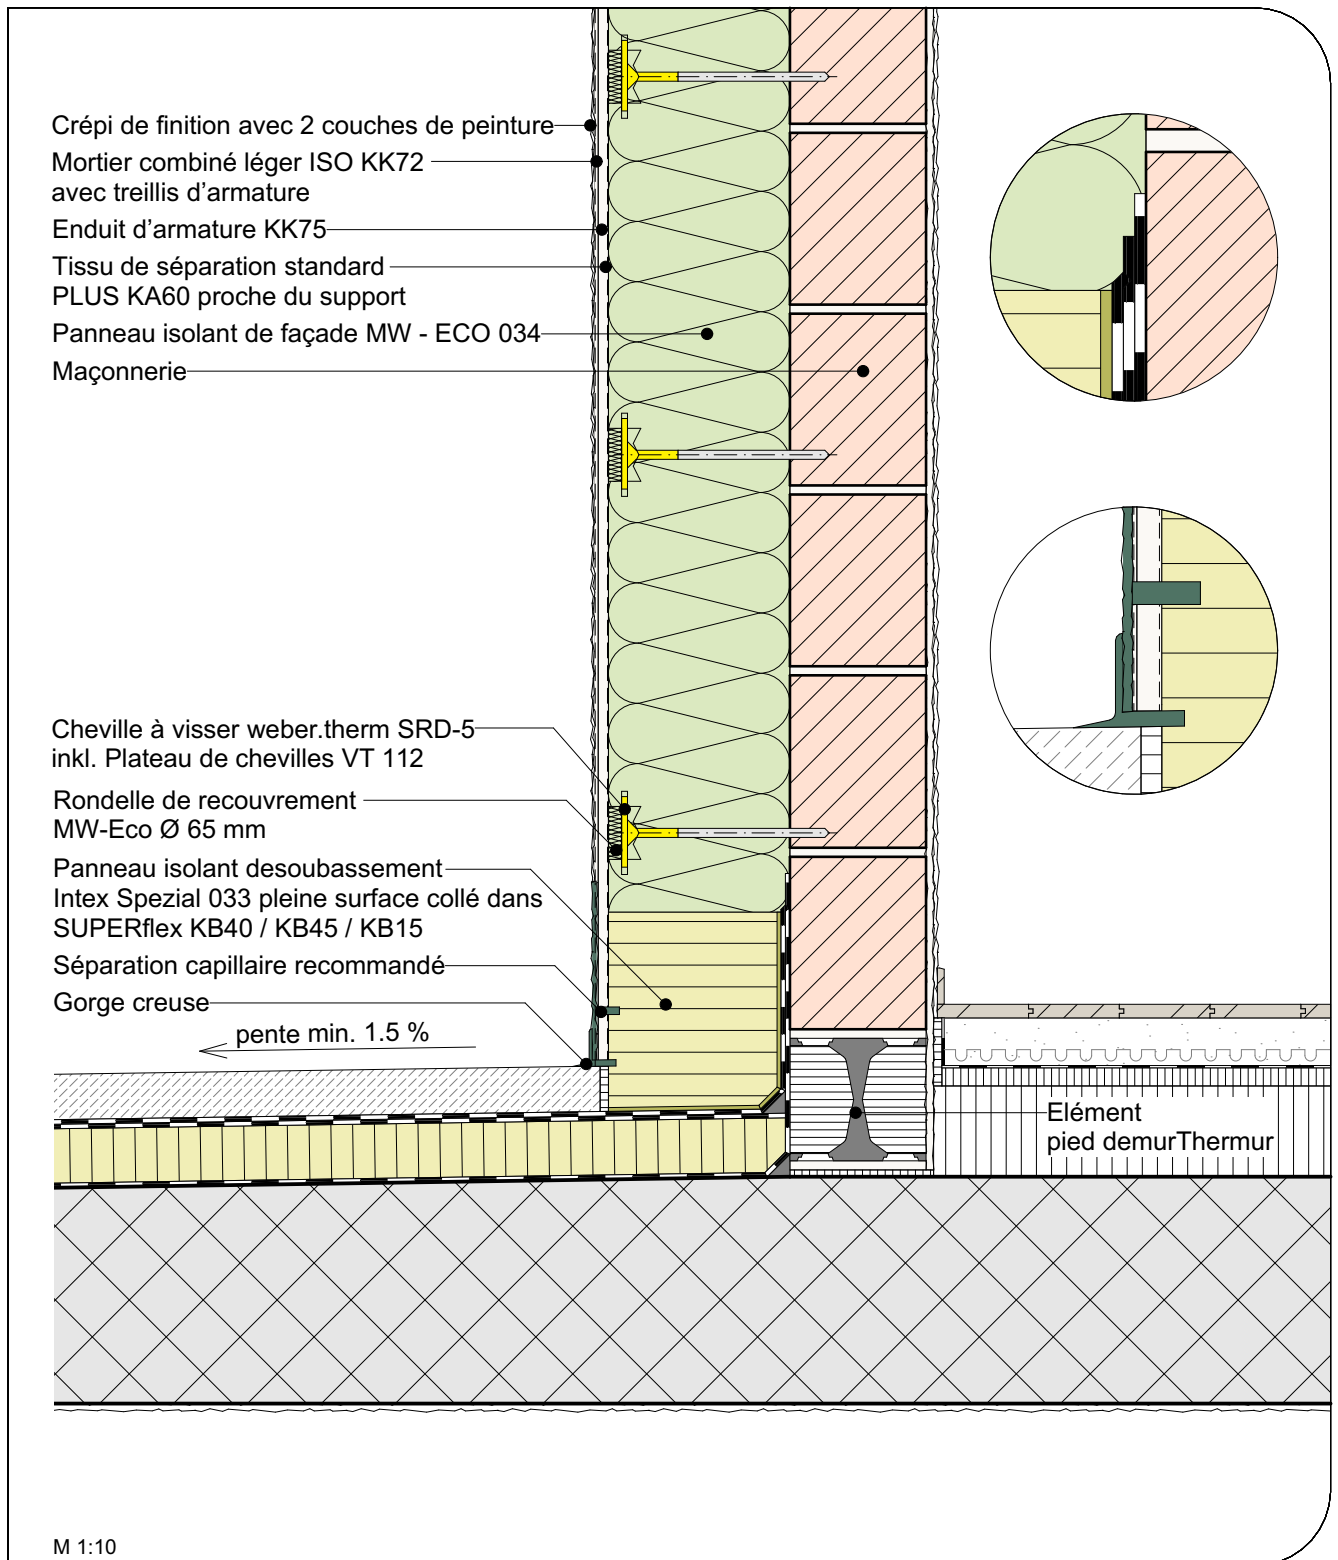 Crépi de finition avec 2 couches de peinture
Mortier combiné léger ISO KK72
avec treillis d'armature
Enduit d'armature KK75
Tissu de séparation standard
PLUS KA60 proche du support
Panneau isolant de façade MW - ECO 034
Maçonnerie
Cheville à visser weber.therm SRD-5
inkl. Plateau de chevilles VT 112
Rondelle de recouvrement
MW-Eco Ø 65 mm
Panneau isolant desoubassement
Intex Spezial 033 pleine surface collé dans
SUPERflex KB40 / KB45 / KB15
Séparation capillaire recommandé
Gorge creuse
pente min. 1.5 %
Elément
pied demurThermur
M 1:10